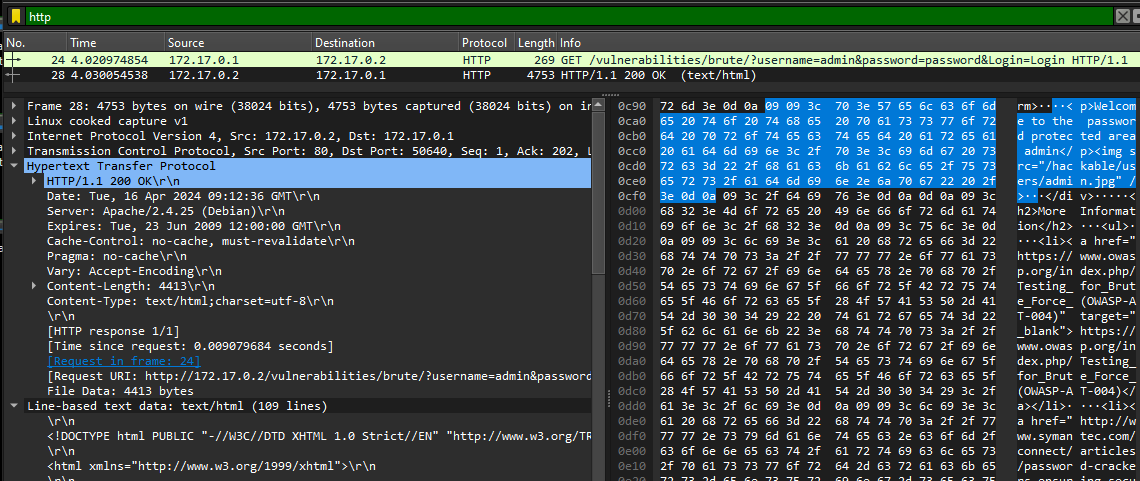 http
No. Time Source Destination Protocol Length Info
24 4.020974854 172.17.0.1 172.17.0.2 HTTP 269 GET /vulnerabilities/brute/?username=admin&password=password&Login=Login HTTP/1.1
28 4.030054538 172.17.0.2 172.17.0.1 HTTP 4753 HTTP/1.1 200 OK (text/html)
Frame 28: 4753 bytes on wire (38024 bits), 4753 bytes captured (38024 bits) on in
Linux cooked capture v1
Internet Protocol Version 4, Src: 172.17.0.2, Dst: 172.17.0.1
Transmission Control Protocol, Src Port: 80, Dst Port: 50640, Seq: 1, Ack: 202, L
Hypertext Transfer Protocol
HTTP/1.1 200 OK\r\n
Date: Tue, 16 Apr 2024 09:12:36 GMT\r\n
Server: Apache/2.4.25 (Debian)\r\n
Expires: Tue, 23 Jun 2009 12:00:00 GMT\r\n
Cache-Control: no-cache, must-revalidate\r\n
Pragma: no-cache\r\n
Vary: Accept-Encoding\r\n
Content-Length: 4413\r\n
Content-Type: text/html;charset=utf-8\r\n
\r\n
[HTTP response 1/1]
[Time since request: 0.009079684 seconds]
[Request in frame: 24]
[Request URI: http://172.17.0.2/vulnerabilities/brute/?username=admin&password
File Data: 4413 bytes
Line-based text data: text/html (109 lines)
\r\n
<!DOCTYPE html PUBLIC "-//W3C//DTD XHTML 1.0 Strict//EN" "http://www.w3.org/TR
\r\n
<html xmlns="http://www.w3.org/1999/xhtml">\r\n
\r\n
0c90 72 6d 3e 0d 0a 09 09 3c 70 3e 57 65 6c 63 6f 6d rm>····<p>Welcom
0ca0 65 20 74 6f 20 74 68 65 20 70 61 73 73 77 6f 72 e to the passwor
0cb0 64 20 70 72 6f 74 65 63 74 65 64 20 61 72 65 61 d protected area
0cc0 20 61 64 6d 69 6e 3c 2f 70 3e 3c 69 6d 67 20 73 admin</p><img s
0cd0 72 63 3d 22 2f 68 61 63 6b 61 62 6c 65 2f 75 73 rc="/hackable/us
0ce0 65 72 73 2f 61 64 6d 69 6e 2e 6a 70 67 22 20 2f ers/admin.jpg" /
0cf0 3e 0d 0a 09 3c 2f 64 69 76 3e 0d 0a 0d 0a 09 3c >···</div>·····<
0d00 68 32 3e 4d 6f 72 65 20 49 6e 66 6f 72 6d 61 74 h2>More Informat
0d10 69 6f 6e 3c 2f 68 32 3e 0d 0a 09 3c 75 6c 3e 0d ion</h2>···<ul>·
0d20 0a 09 09 3c 6c 69 3e 3c 61 20 68 72 65 66 3d 22 ···<li><a href="
0d30 68 74 74 70 73 3a 2f 2f 77 77 77 2e 6f 77 61 73 https://www.owas
0d40 70 2e 6f 72 67 2f 69 6e 64 65 78 2e 70 68 70 2f p.org/index.php/
0d50 54 65 73 74 69 6e 67 5f 66 6f 72 5f 42 72 75 74 Testing_for_Brut
0d60 65 5f 46 6f 72 63 65 5f 28 4f 57 41 53 50 2d 41 e_Force_(OWASP-A
0d70 54 2d 30 30 34 29 22 20 74 61 72 67 65 74 3d 22 T-004)" target="
0d80 5f 62 6c 61 6e 6b 22 3e 68 74 74 70 73 3a 2f 2f _blank">https://
0d90 77 77 77 2e 6f 77 61 73 70 2e 6f 72 67 2f 69 6e www.owasp.org/in
0da0 64 65 78 2e 70 68 70 2f 54 65 73 74 69 6e 67 5f dex.php/Testing_
0db0 66 6f 72 5f 42 72 75 74 65 5f 46 6f 72 63 65 5f for_Brute_Force_
0dc0 28 4f 57 41 53 50 2d 41 54 2d 30 30 34 29 3c 2f (OWASP-AT-004)</
0dd0 61 3e 3c 2f 6c 69 3e 0d 0a 09 09 3c 6c 69 3e 3c a></li>····<li><
0de0 61 20 68 72 65 66 3d 22 68 74 74 70 3a 2f 2f 77 a href="http://w
0df0 77 77 2e 73 79 6d 61 6e 74 65 63 2e 63 6f 6d 2f ww.symantec.com/
0e00 63 6f 6e 6e 65 63 74 2f 61 72 74 69 63 6c 65 73 connect/articles
0e10 2f 70 61 73 73 77 6f 72 64 2d 63 72 61 63 6b 65 /password-cracke